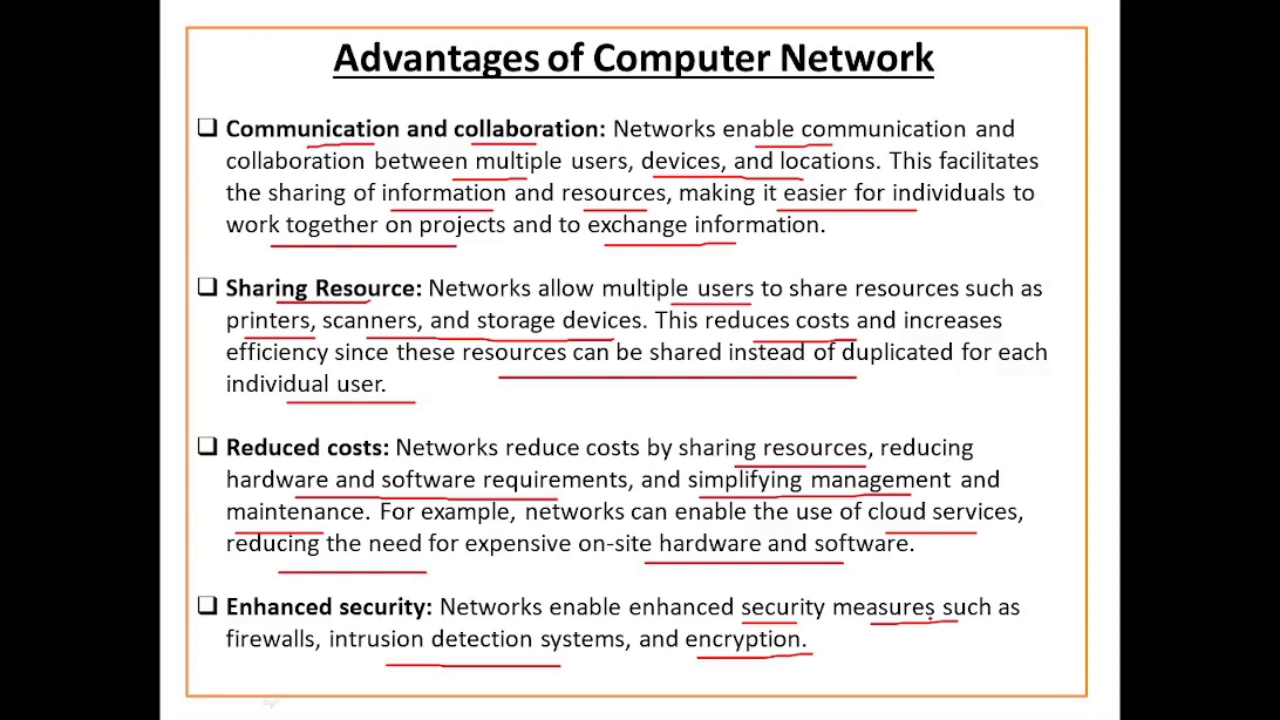 Advantages of Computer Network
❑ Communication and collaboration: Networks enable communication and
collaboration between multiple users, devices, and locations. This facilitates
the sharing of information and resources, making it easier for individuals to
work together on projects and to exchange information.
❑ Sharing Resource: Networks allow multiple users to share resources such as
printers, scanners, and storage devices. This reduces costs and increases
efficiency since these resources can be shared instead of duplicated for each
individual user.
❑ Reduced costs: Networks reduce costs by sharing resources, reducing
hardware and software requirements, and simplifying management and
maintenance. For example, networks can enable the use of cloud services,
reducing the need for expensive on-site hardware and software.
❑ Enhanced security: Networks enable enhanced security measures such as
firewalls, intrusion detection systems, and encryption.